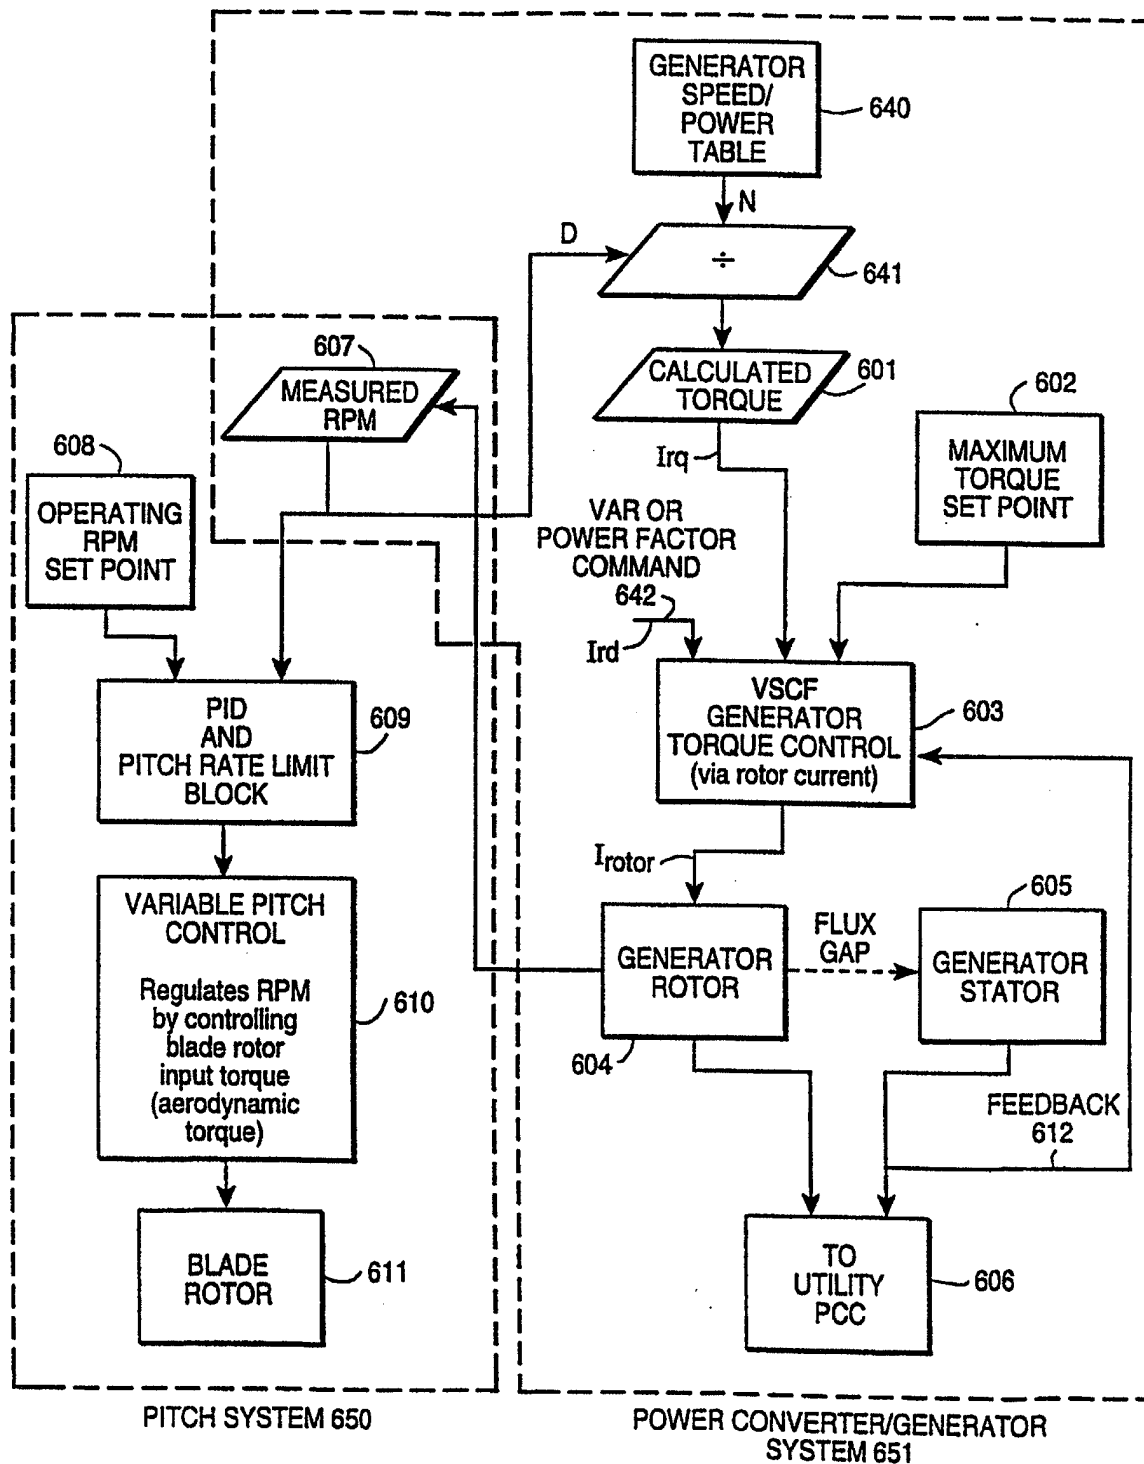 GENERATOR
SPEED/
POWER
TABLE
640
N
D
÷
641
607
MEASURED
RPM
CALCULATED
TORQUE
601
602
MAXIMUM
TORQUE
SET POINT
608
OPERATING
RPM
SET POINT
Irq
VAR OR
POWER FACTOR
COMMAND
642
Ird
VSCF
GENERATOR
TORQUE CONTROL
(via rotor current)
603
PID
AND
PITCH RATE LIMIT
BLOCK
609
Irotor
VARIABLE PITCH
CONTROL
Regulates RPM
by controlling
blade rotor
input torque
(aerodynamic
torque)
610
GENERATOR
ROTOR
604
FLUX
GAP
605
GENERATOR
STATOR
FEEDBACK
612
BLADE
ROTOR
611
TO
UTILITY
PCC
606
PITCH SYSTEM 650
POWER CONVERTER/GENERATOR
SYSTEM 651